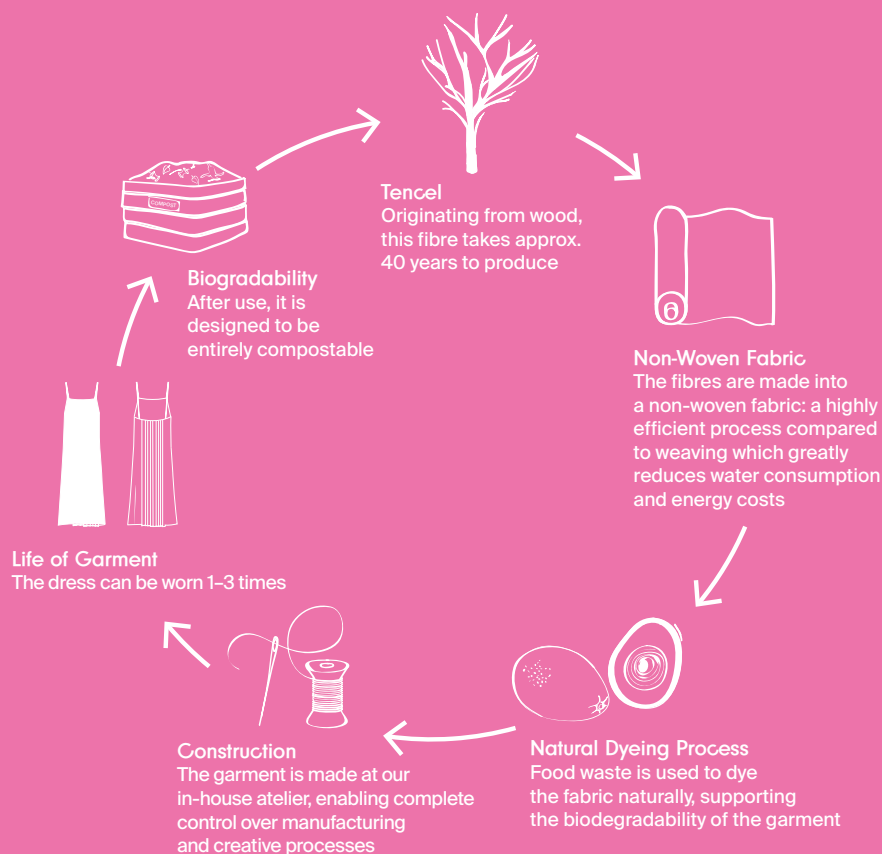 Tencel
Originating from wood,
this fibre takes approx.
40 years to produce
Non-Woven Fabric
The fibres are made into
a non-woven fabric: a highly
efficient process compared
to weaving which greatly
reduces water consumption
and energy costs
Natural Dyeing Process
Food waste is used to dye
the fabric naturally, supporting
the biodegradability of the garment
Construction
The garment is made at our
in-house atelier, enabling complete
control over manufacturing
and creative processes
Life of Garment
The dress can be worn 1–3 times
COMPOST
Biogradability
After use, it is
designed to be
entirely compostable